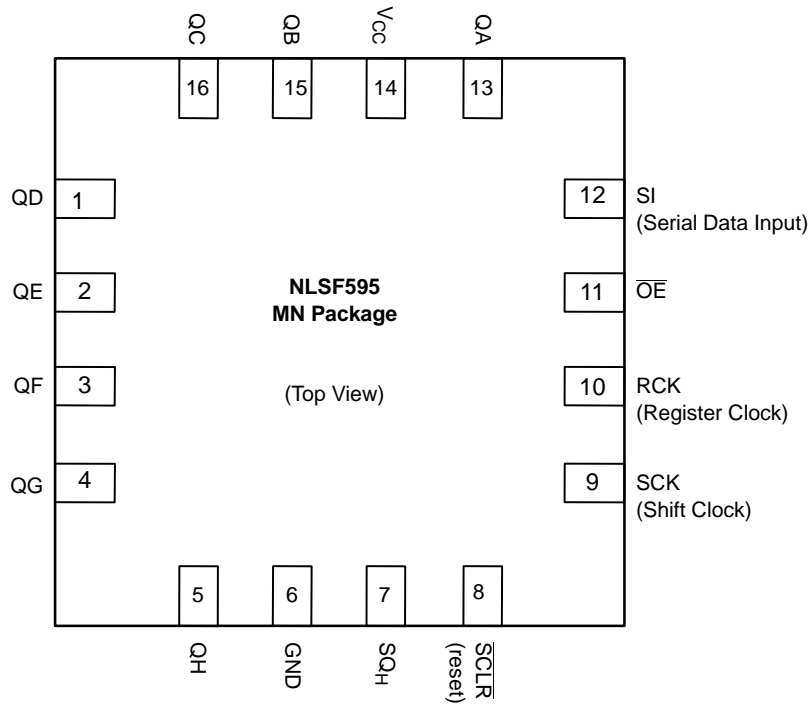 QC QB VCC QA
16 15 14 13
QD 1 12 SI
(Serial Data Input)
QE 2 NLSF595 11 O̅E̅
MN Package
QF 3 (Top View) 10 RCK
(Register Clock)
QG 4 9 SCK
(Shift Clock)
5 6 7 8
QH GND SQH S̅C̅L̅R̅
(reset)